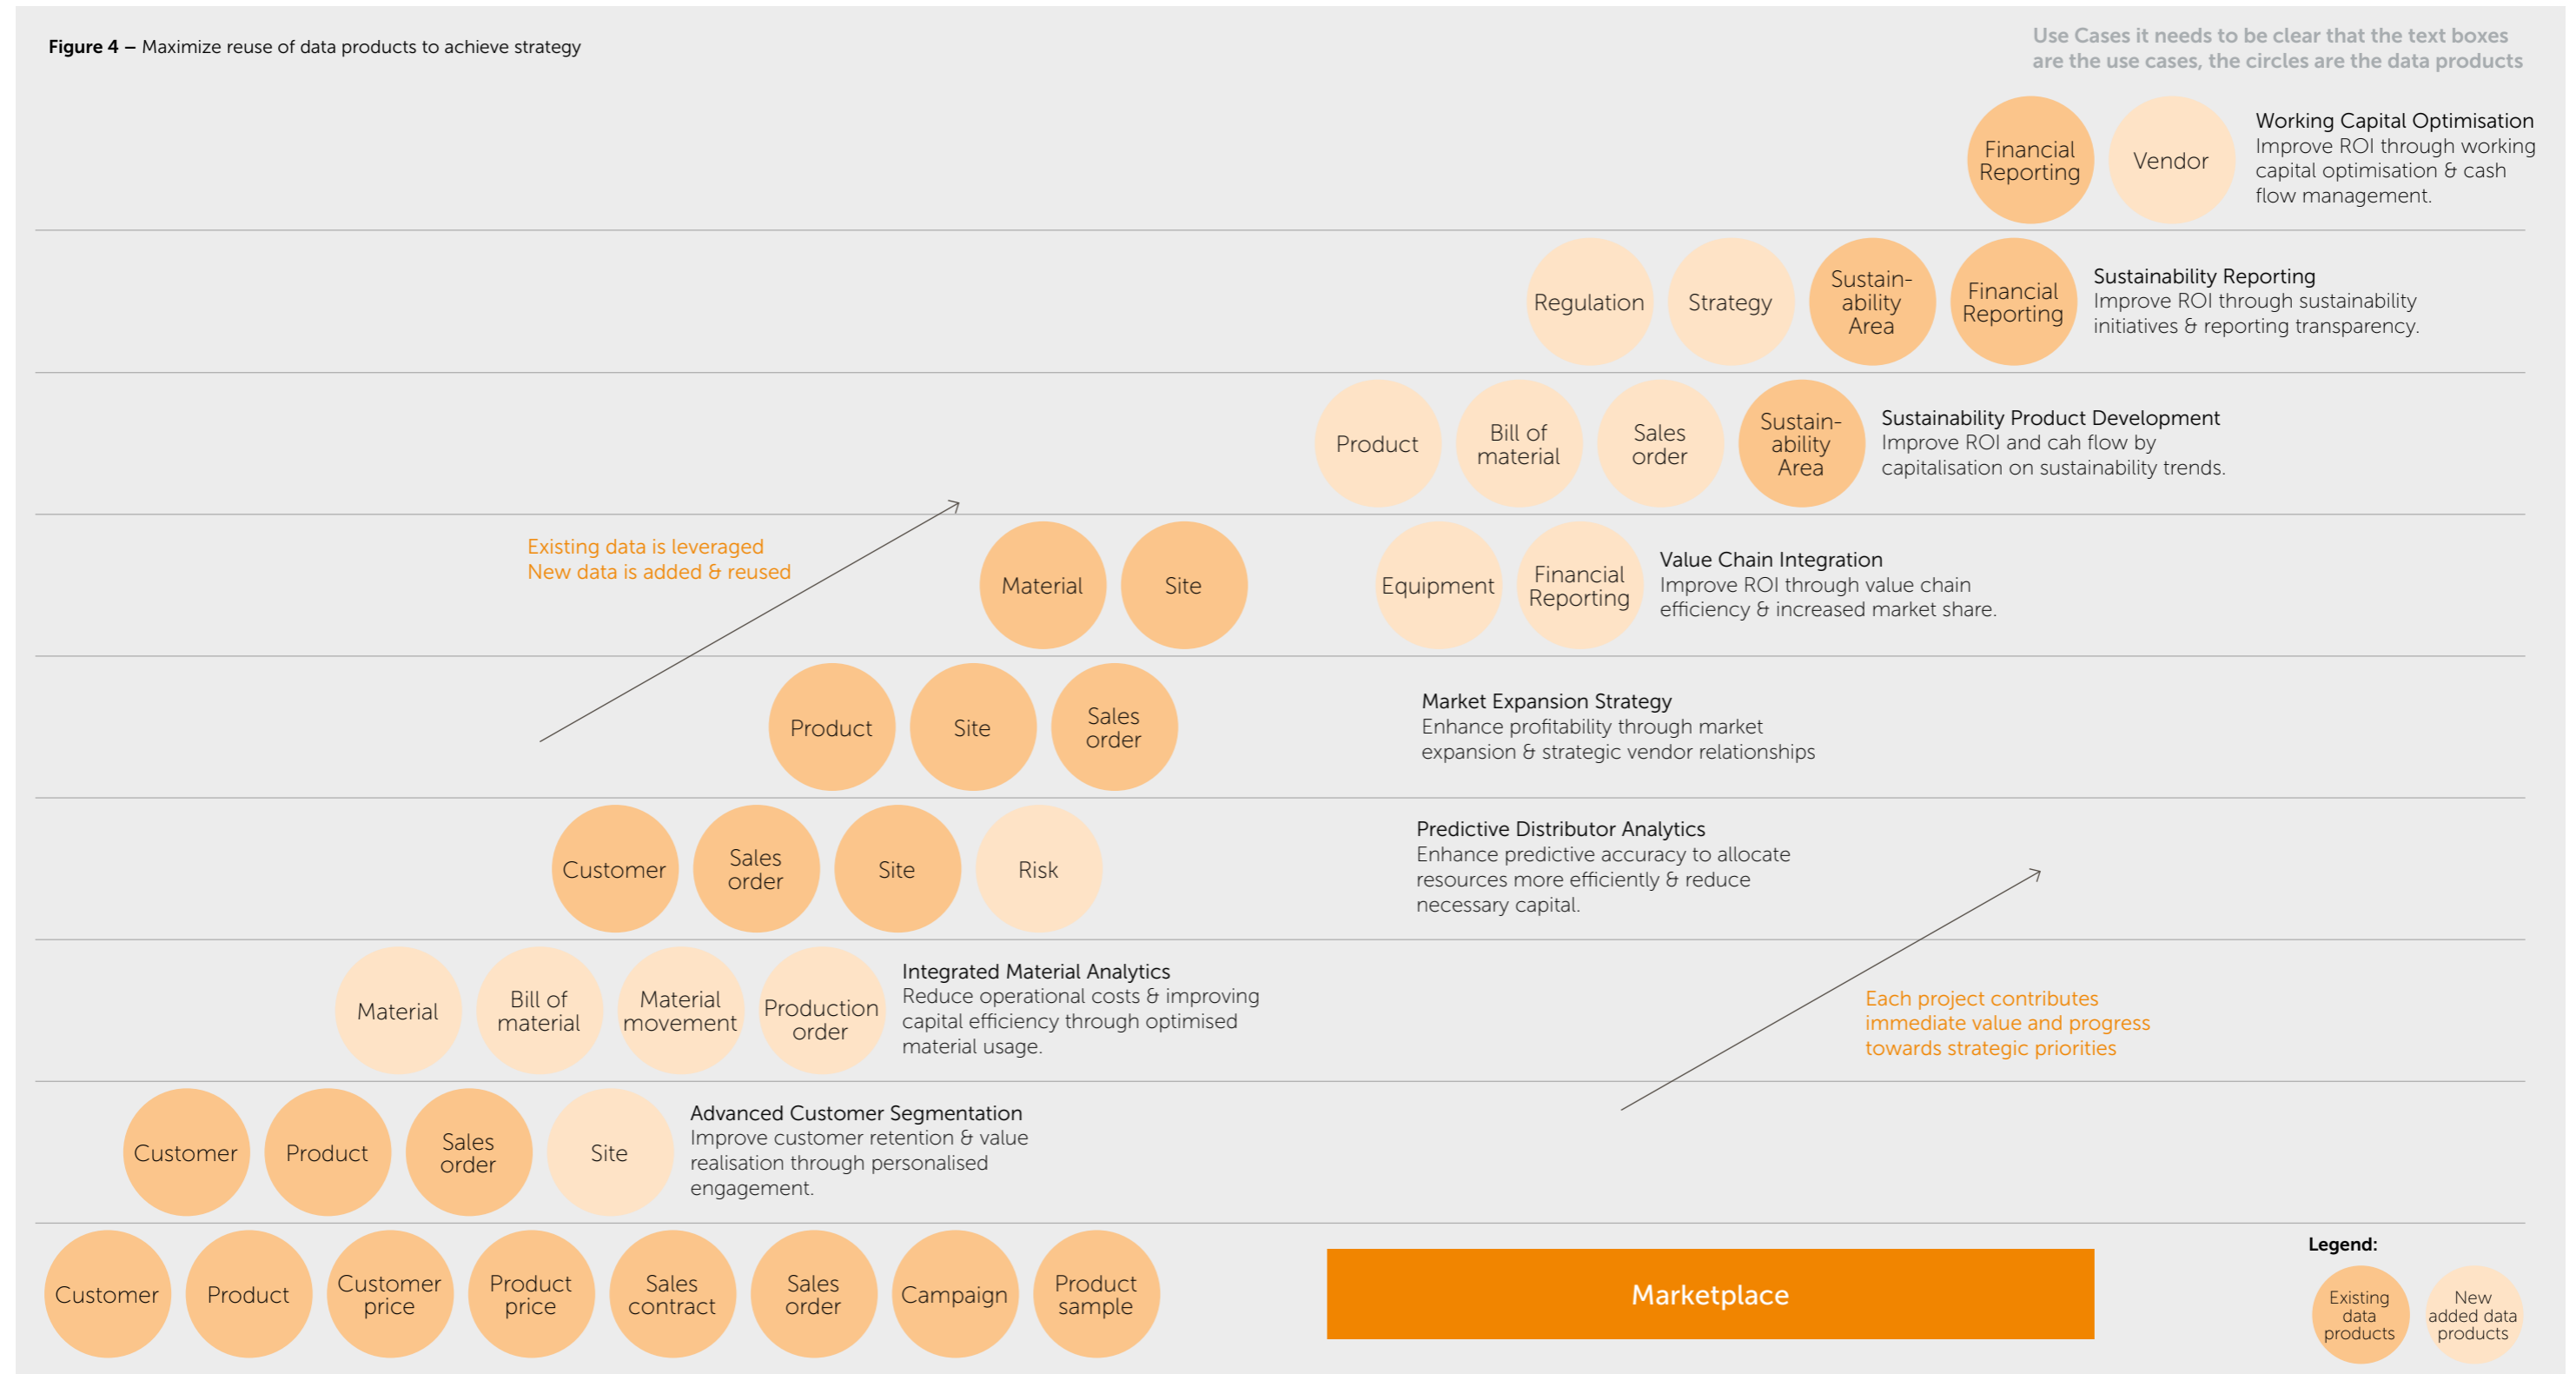 Figure 4 – Maximize reuse of data products to achieve strategy
Use Cases it needs to be clear that the text boxes
are the use cases, the circles are the data products
Financial
Reporting
Vendor
Working Capital Optimisation
Improve ROI through working
capital optimisation & cash
flow management.
Regulation
Strategy
Sustain-
ability
Area
Financial
Reporting
Sustainability Reporting
Improve ROI through sustainability
initiatives & reporting transparency.
Product
Bill of
material
Sales
order
Sustain-
ability
Area
Sustainability Product Development
Improve ROI and cah flow by
capitalisation on sustainability trends.
Existing data is leveraged
New data is added & reused
Material
Site
Equipment
Financial
Reporting
Value Chain Integration
Improve ROI through value chain
efficiency & increased market share.
Product
Site
Sales
order
Market Expansion Strategy
Enhance profitability through market
expansion & strategic vendor relationships
Customer
Sales
order
Site
Risk
Predictive Distributor Analytics
Enhance predictive accuracy to allocate
resources more efficiently & reduce
necessary capital.
Material
Bill of
material
Material
movement
Production
order
Integrated Material Analytics
Reduce operational costs & improving
capital efficiency through optimised
material usage.
Each project contributes
immediate value and progress
towards strategic priorities
Customer
Product
Sales
order
Site
Advanced Customer Segmentation
Improve customer retention & value
realisation through personalised
engagement.
Customer
Product
Customer
price
Product
price
Sales
contract
Sales
order
Campaign
Product
sample
Marketplace
Legend:
Existing
data
products
New
added data
products